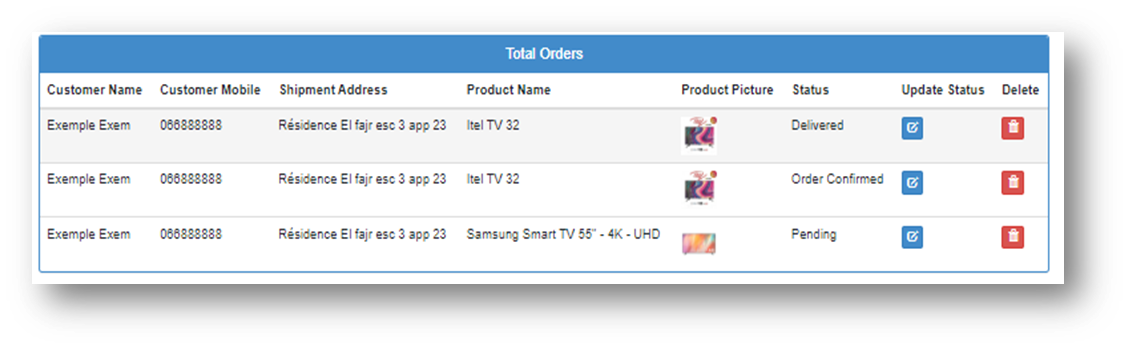 Total Orders
Customer Name Customer Mobile Shipment Address Product Name Product Picture Status Update Status Delete
Exemple Exem 066888888 Résidence El fajr esc 3 app 23 Itel TV 32 Delivered
Exemple Exem 066888888 Résidence El fajr esc 3 app 23 Itel TV 32 Order Confirmed
Exemple Exem 066888888 Résidence El fajr esc 3 app 23 Samsung Smart TV 55" - 4K - UHD Pending